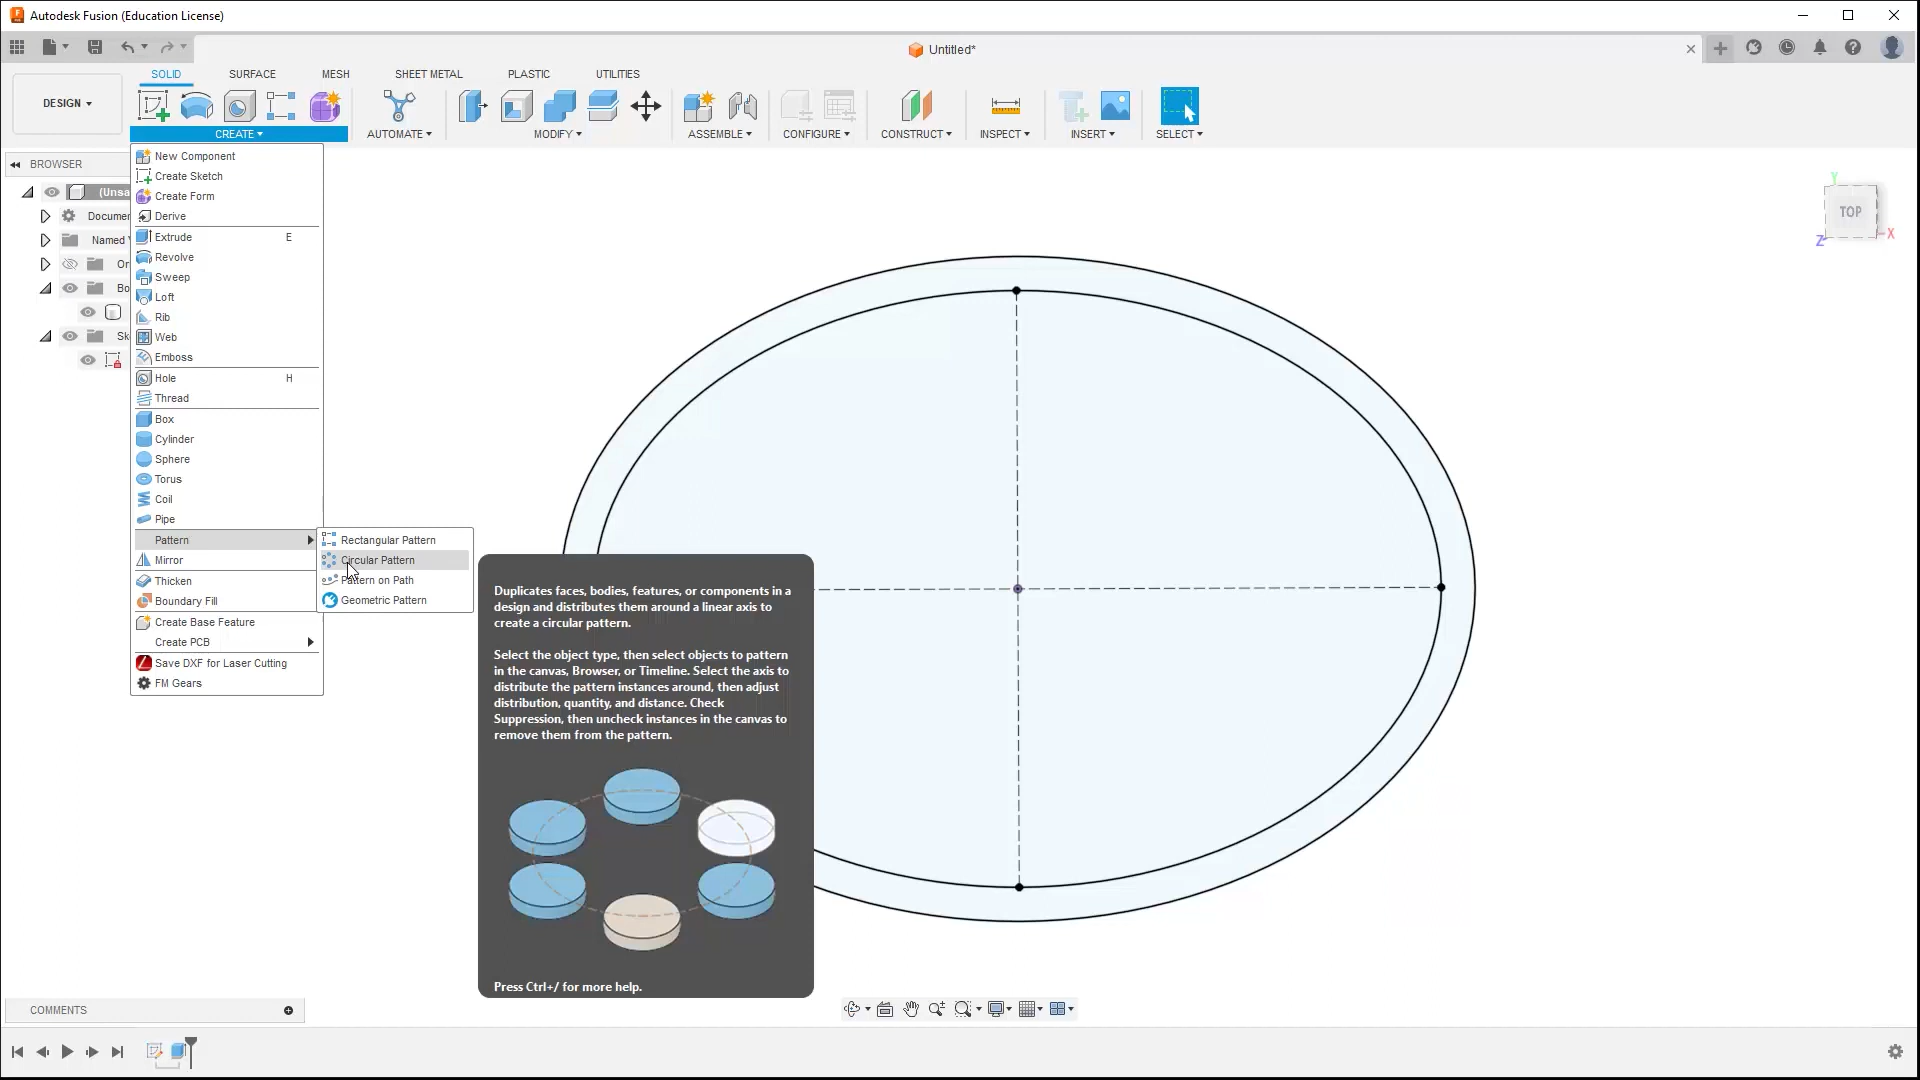 Autodesk Fusion (Education License)
Untitled*
DESIGN
SOLID
SURFACE
MESH
SHEET METAL
PLASTIC
UTILITIES
CREATE
AUTOMATE
MODIFY
ASSEMBLE
CONFIGURE
CONSTRUCT
INSPECT
INSERT
SELECT
BROWSER
(Unsa
Documen
Named
Or
Bo
Sk
New Component
Create Sketch
Create Form
Derive
Extrude E
Revolve
Sweep
Loft
Rib
Web
Emboss
Hole H
Thread
Box
Cylinder
Sphere
Torus
Coil
Pipe
Pattern
Mirror
Thicken
Boundary Fill
Create Base Feature
Create PCB
Save DXF for Laser Cutting
FM Gears
Rectangular Pattern
Circular Pattern
Pattern on Path
Geometric Pattern
Duplicates faces, bodies, features, or components in a
design and distributes them around a linear axis to
create a circular pattern.
Select the object type, then select objects to pattern
in the canvas, Browser, or Timeline. Select the axis to
distribute the pattern instances around, then adjust
distribution, quantity, and distance. Check
Suppression, then uncheck instances in the canvas to
remove them from the pattern.
Press Ctrl+/ for more help.
Y
TOP
Z
X
COMMENTS